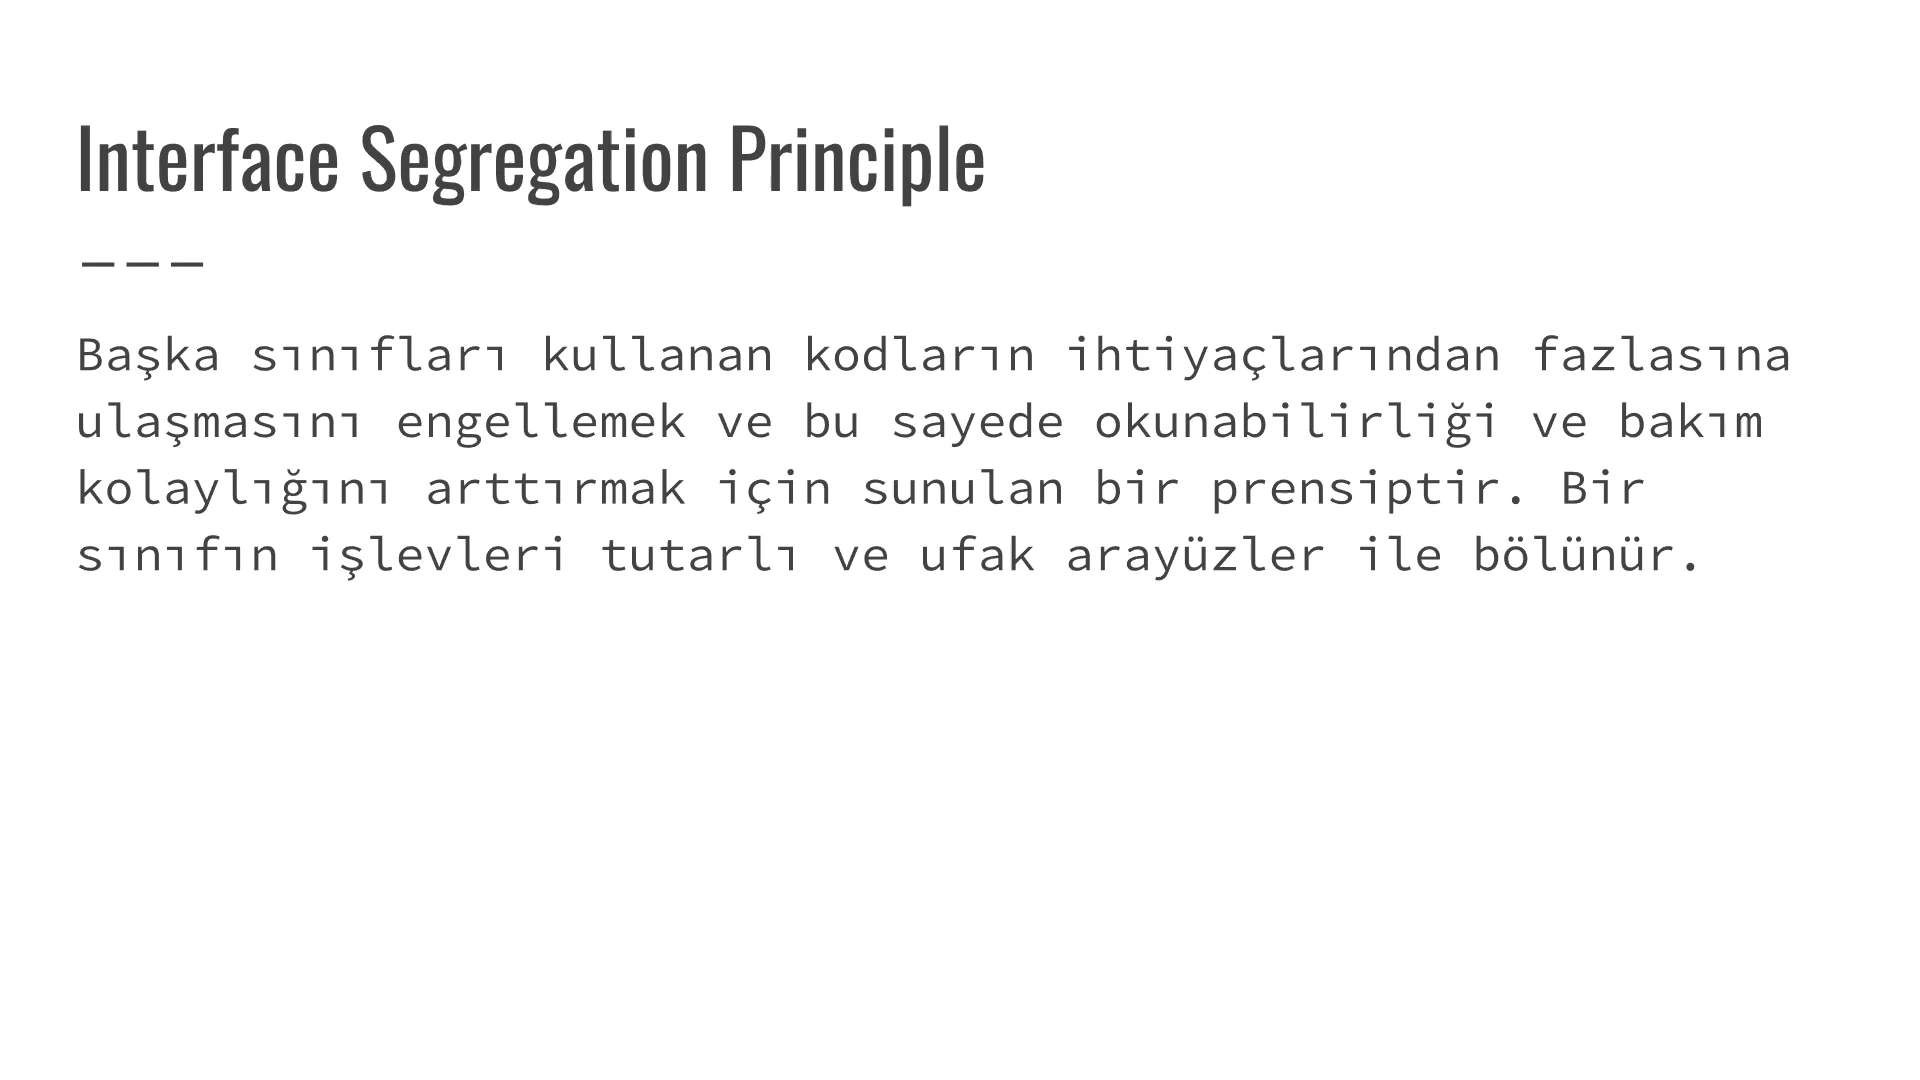 Interface Segregation Principle
———
Başka sınıfları kullanan kodların ihtiyaçlarından fazlasına
ulaşmasını engellemek ve bu sayede okunabilirliği ve bakım
kolaylığını arttırmak için sunulan bir prensiptir. Bir
sınıfın işlevleri tutarlı ve ufak arayüzler ile bölünür.